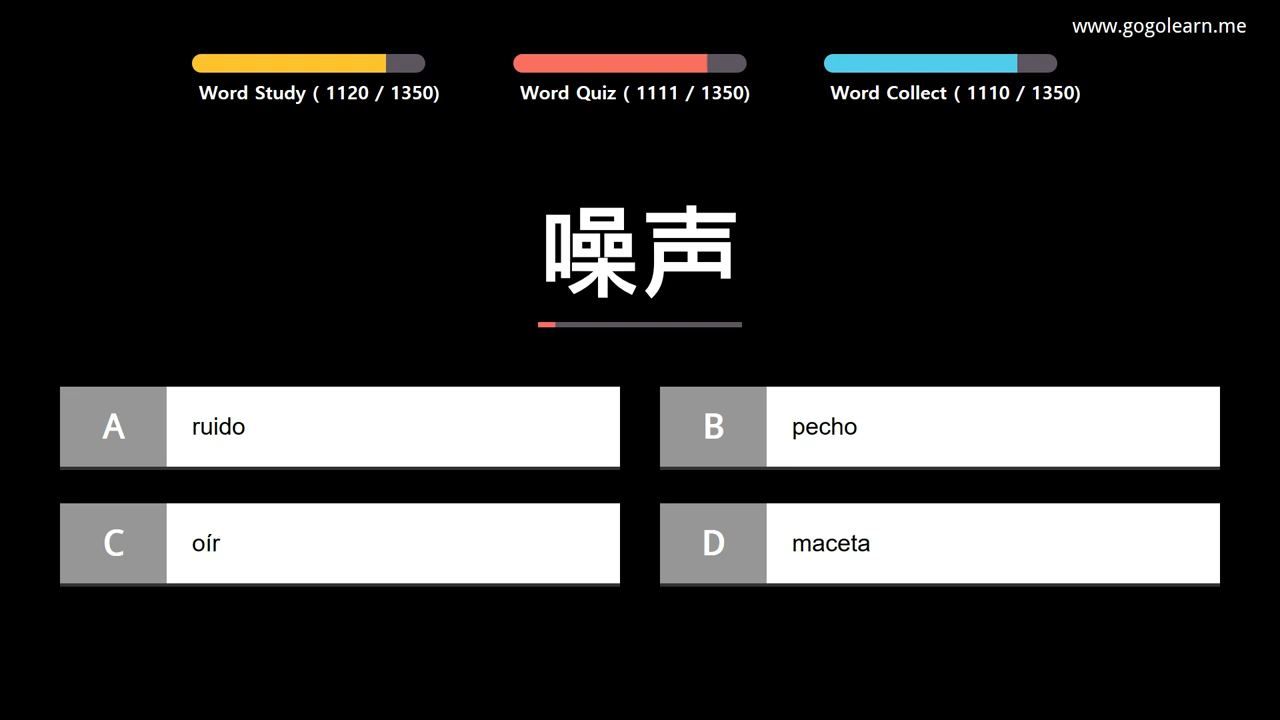 www.gogolearn.me
Word Study ( 1120 / 1350)
Word Quiz ( 1111 / 1350)
Word Collect ( 1110 / 1350)
噪声
A ruido
B pecho
C oír
D maceta